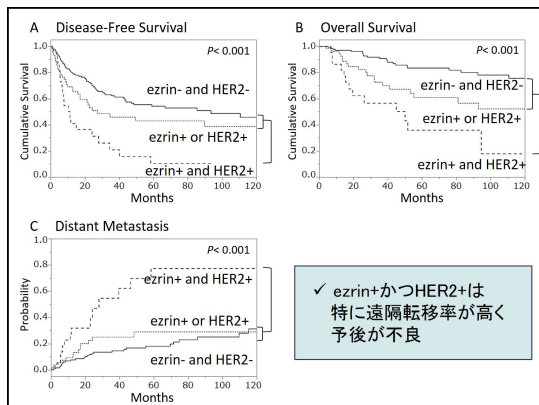 A Disease-Free Survival
P< 0.001
Cumulative Survival
1.0
0.8
0.6
0.4
0.2
0.0
ezrin- and HER2-
ezrin+ or HER2+
ezrin+ and HER2+
0 20 40 60 80 100 120
Months
B Overall Survival
P< 0.001
Cumulative Survival
1.0
0.8
0.6
0.4
0.2
0.0
ezrin- and HER2-
ezrin+ or HER2+
ezrin+ and HER2+
0 20 40 60 80 100 120
Months
C Distant Metastasis
P< 0.001
Probability
1.0
0.8
0.6
0.4
0.2
0.0
ezrin+ and HER2+
ezrin+ or HER2+
ezrin- and HER2-
0 20 40 60 80 100 120
Months
✓ ezrin+かつHER2+は
特に遠隔転移率が高く
予後が不良